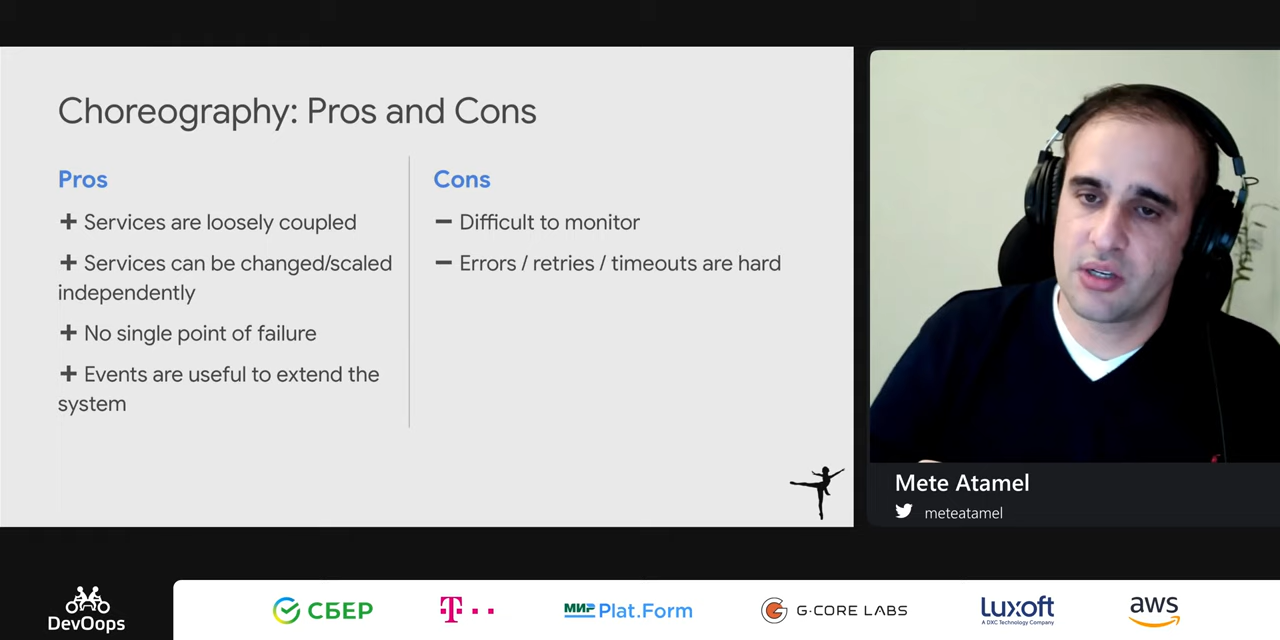 Choreography: Pros and Cons
Pros
+ Services are loosely coupled
+ Services can be changed/scaled
independently
+ No single point of failure
+ Events are useful to extend the
system
Cons
− Difficult to monitor
− Errors / retries / timeouts are hard
Mete Atamel
meteatamel
DevOops
СБЕР
T
МИР Plat.Form
G·CORE LABS
Luxoft
A DXC Technology Company
aws